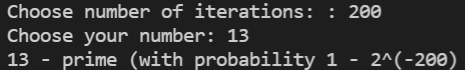 Choose number of iterations: : 200
Choose your number: 13
13 - prime (with probability 1 - 2^(-200)